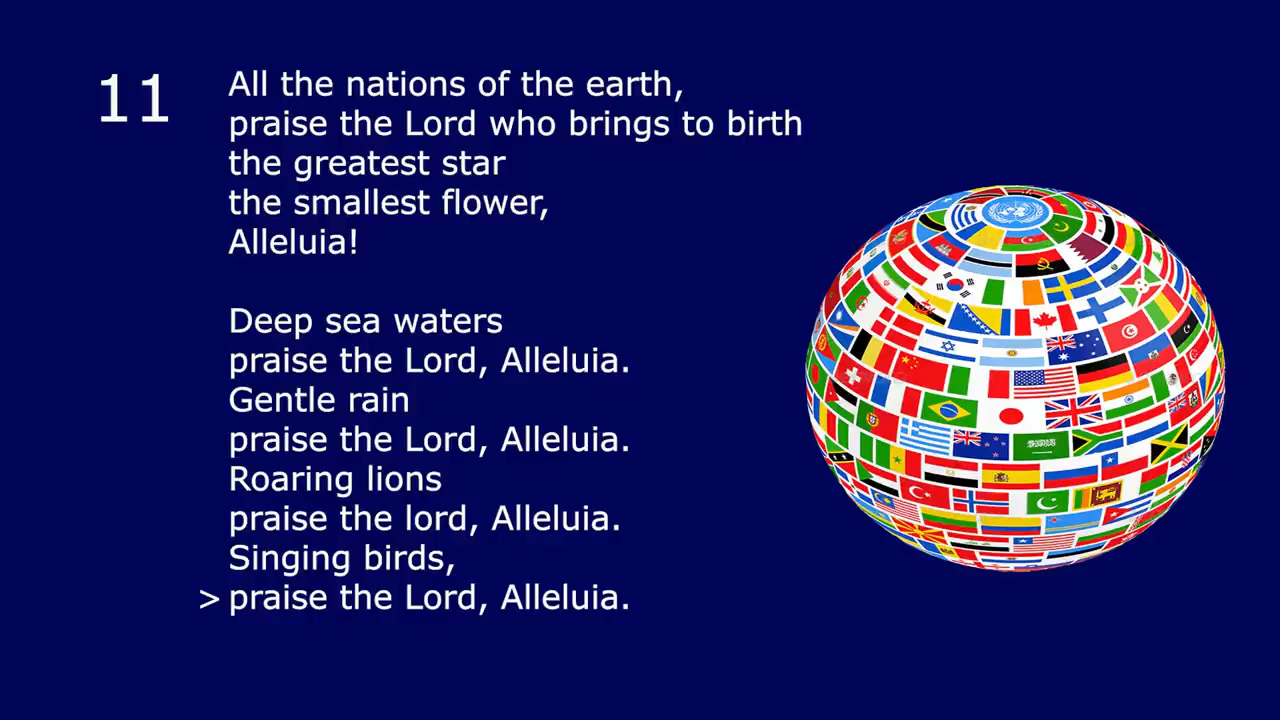 11
All the nations of the earth,
praise the Lord who brings to birth
the greatest star
the smallest flower,
Alleluia!
Deep sea waters
praise the Lord, Alleluia.
Gentle rain
praise the Lord, Alleluia.
Roaring lions
praise the lord, Alleluia.
Singing birds,
> praise the Lord, Alleluia.